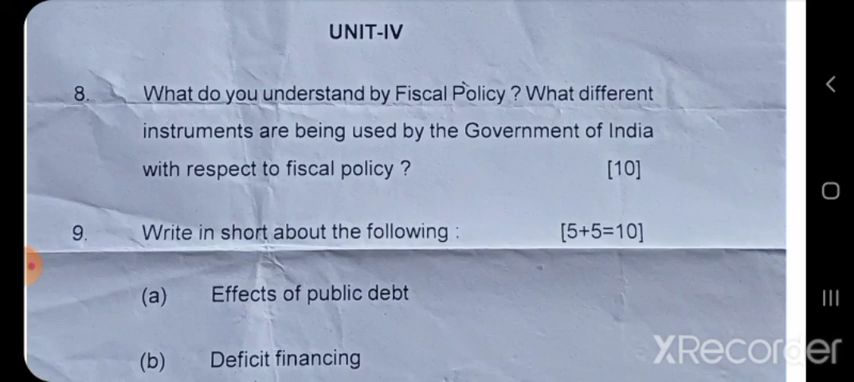 UNIT-IV
8. What do you understand by Fiscal Policy ? What different
instruments are being used by the Government of India
with respect to fiscal policy ? [10]
9. Write in short about the following : [5+5=10]
(a) Effects of public debt
(b) Deficit financing
XRecorder